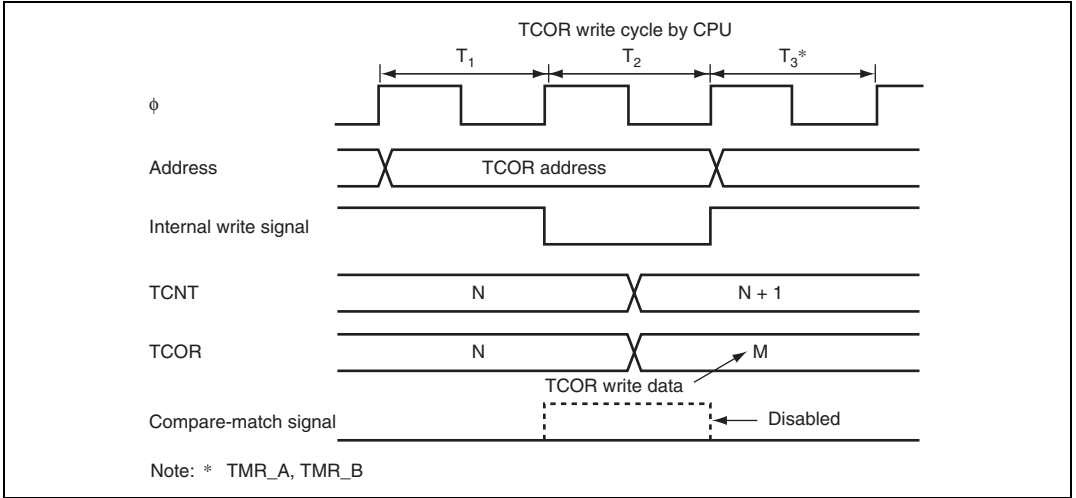 TCOR write cycle by CPU
T₁ T₂ T₃*
ϕ
Address TCOR address
Internal write signal
TCNT N N + 1
TCOR N M
TCOR write data
Compare-match signal Disabled
Note: * TMR_A, TMR_B